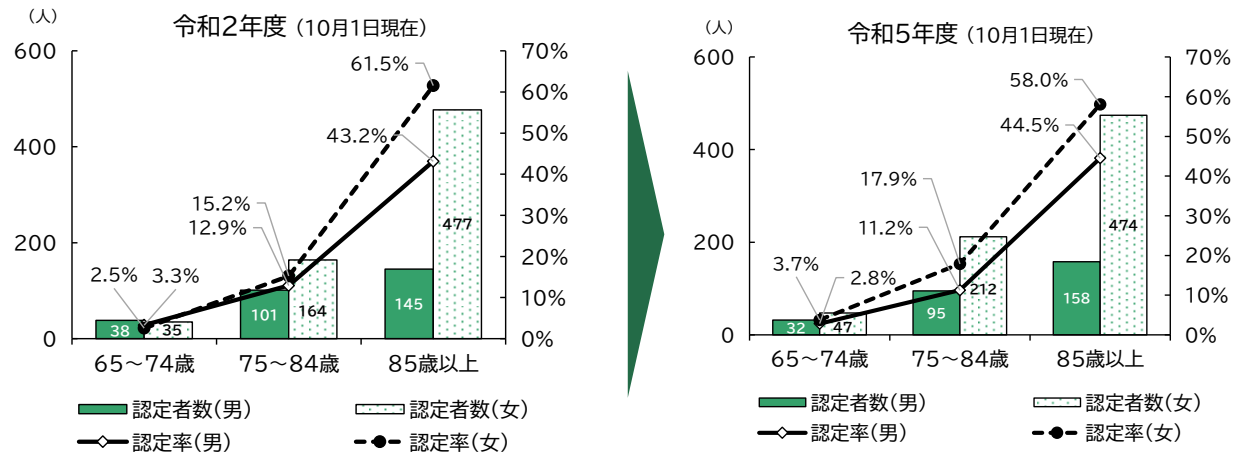 令和2年度（10月1日現在）
（人）
600
400
200
0
70%
60%
50%
40%
30%
20%
10%
0%
61.5%
43.2%
15.2%
12.9%
2.5%
3.3%
38
35
101
164
145
477
65～74歳
75～84歳
85歳以上
認定者数(男)
認定者数(女)
認定率(男)
認定率(女)
令和5年度（10月1日現在）
（人）
600
400
200
0
70%
60%
50%
40%
30%
20%
10%
0%
58.0%
44.5%
17.9%
11.2%
3.7%
2.8%
32
47
95
212
158
474
65～74歳
75～84歳
85歳以上
認定者数(男)
認定者数(女)
認定率(男)
認定率(女)